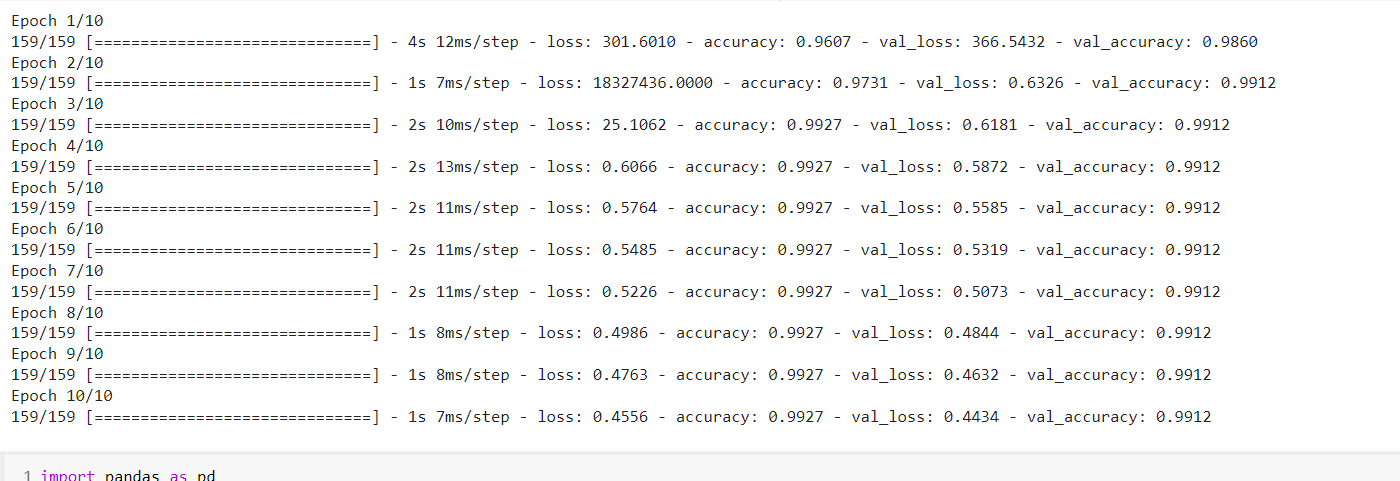 Epoch 1/10
159/159 [==============================] - 4s 12ms/step - loss: 301.6010 - accuracy: 0.9607 - val_loss: 366.5432 - val_accuracy: 0.9860
Epoch 2/10
159/159 [==============================] - 1s 7ms/step - loss: 18327436.0000 - accuracy: 0.9731 - val_loss: 0.6326 - val_accuracy: 0.9912
Epoch 3/10
159/159 [==============================] - 2s 10ms/step - loss: 25.1062 - accuracy: 0.9927 - val_loss: 0.6181 - val_accuracy: 0.9912
Epoch 4/10
159/159 [==============================] - 2s 13ms/step - loss: 0.6066 - accuracy: 0.9927 - val_loss: 0.5872 - val_accuracy: 0.9912
Epoch 5/10
159/159 [==============================] - 2s 11ms/step - loss: 0.5764 - accuracy: 0.9927 - val_loss: 0.5585 - val_accuracy: 0.9912
Epoch 6/10
159/159 [==============================] - 2s 11ms/step - loss: 0.5485 - accuracy: 0.9927 - val_loss: 0.5319 - val_accuracy: 0.9912
Epoch 7/10
159/159 [==============================] - 2s 11ms/step - loss: 0.5226 - accuracy: 0.9927 - val_loss: 0.5073 - val_accuracy: 0.9912
Epoch 8/10
159/159 [==============================] - 1s 8ms/step - loss: 0.4986 - accuracy: 0.9927 - val_loss: 0.4844 - val_accuracy: 0.9912
Epoch 9/10
159/159 [==============================] - 1s 8ms/step - loss: 0.4763 - accuracy: 0.9927 - val_loss: 0.4632 - val_accuracy: 0.9912
Epoch 10/10
159/159 [==============================] - 1s 7ms/step - loss: 0.4556 - accuracy: 0.9927 - val_loss: 0.4434 - val_accuracy: 0.9912
1 import pandas as pd